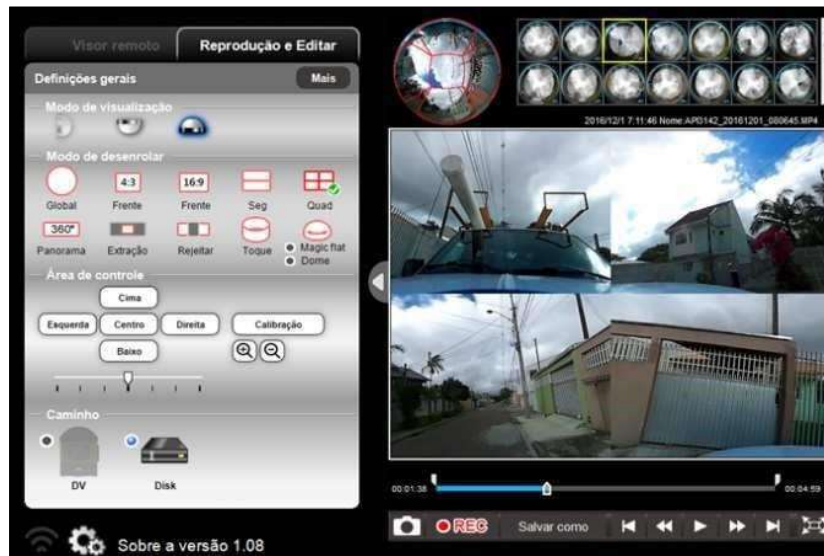 Visor remoto
Reprodução e Editar
Definições gerais
Mais
Modo de visualização
Modo de desenrolar
4:3
16:9
Global
Frente
Frente
Seg
Quad
360°
Panorama
Extração
Rejeitar
Toque
Magic flat
Dome
Área de controle
Cima
Esquerda
Centro
Direita
Calibração
Baixo
Caminho
DV
Disk
Sobre a versão 1.08
2016/12/1 7:11:46 Nome:API3142_20161201_080645.MP4
00:01:38
00:04:59
REC
Salvar como